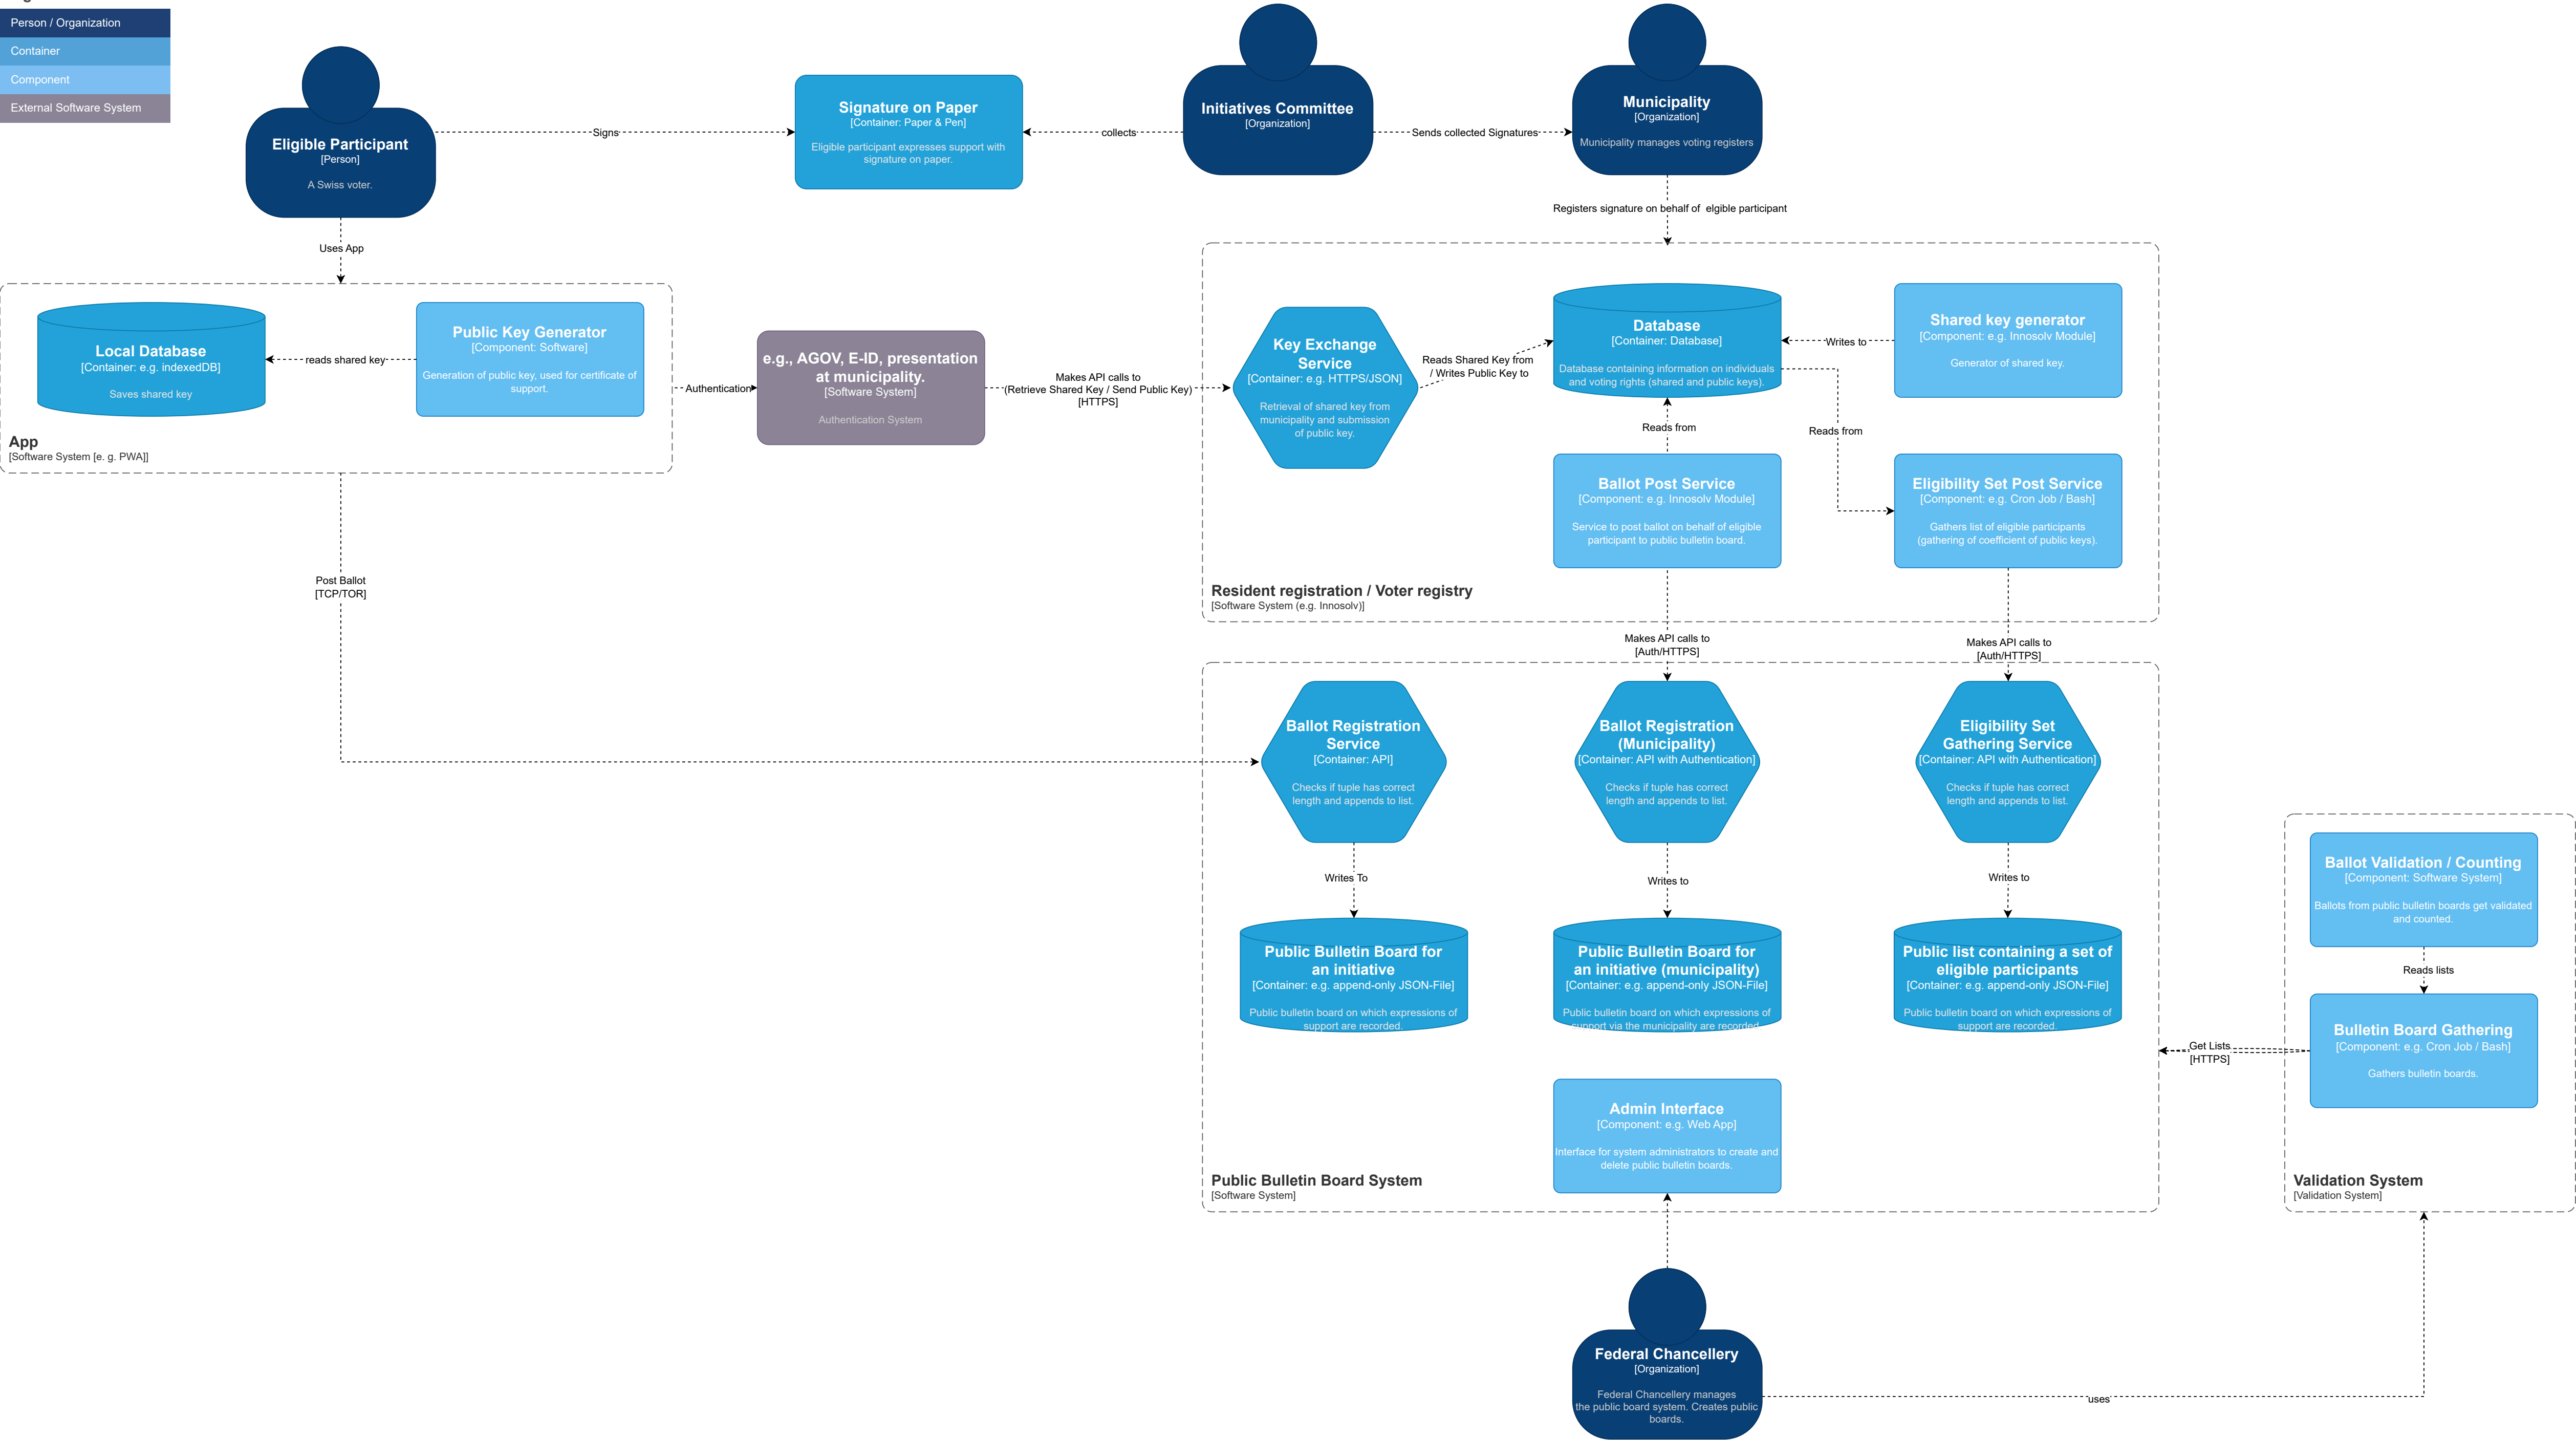 Person / Organization
Container
Component
External Software System
Eligible Participant
[Person]
A Swiss voter.
Signs
Signature on Paper
[Container: Paper & Pen]
Eligible participant expresses support with
signature on paper.
collects
Initiatives Committee
[Organization]
Sends collected Signatures
Municipality
[Organization]
Municipality manages voting registers
Uses App
Registers signature on behalf of elgible participant
Local Database
[Container: e.g. indexedDB]
Saves shared key
reads shared key
Public Key Generator
[Component: Software]
Generation of public key, used for certificate of
support.
App
[Software System [e. g. PWA]]
Authentication
e.g., AGOV, E-ID, presentation
at municipality.
[Software System]
Authentication System
Makes API calls to
(Retrieve Shared Key / Send Public Key)
[HTTPS]
Key Exchange
Service
[Container: e.g. HTTPS/JSON]
Retrieval of shared key from
municipality and submission
of public key.
Reads Shared Key from
/ Writes Public Key to
Database
[Container: Database]
Database containing information on individuals
and voting rights (shared and public keys).
Writes to
Shared key generator
[Component: e.g. Innosolv Module]
Generator of shared key.
Reads from
Reads from
Ballot Post Service
[Component: e.g. Innosolv Module]
Service to post ballot on behalf of eligible
participant to public bulletin board.
Eligibility Set Post Service
[Component: e.g. Cron Job / Bash]
Gathers list of eligible participants
(gathering of coefficient of public keys).
Resident registration / Voter registry
[Software System (e.g. Innosolv)]
Post Ballot
[TCP/TOR]
Makes API calls to
[Auth/HTTPS]
Makes API calls to
[Auth/HTTPS]
Ballot Registration
Service
[Container: API]
Checks if tuple has correct
length and appends to list.
Ballot Registration
(Municipality)
[Container: API with Authentication]
Checks if tuple has correct
length and appends to list.
Eligibility Set
Gathering Service
[Container: API with Authentication]
Checks if tuple has correct
length and appends to list.
Writes To
Writes to
Writes to
Public Bulletin Board for
an initiative
[Container: e.g. append-only JSON-File]
Public bulletin board on which expressions of
support are recorded.
Public Bulletin Board for
an initiative (municipality)
[Container: e.g. append-only JSON-File]
Public bulletin board on which expressions of
support via the municipality are recorded
Public list containing a set of
eligible participants
[Container: e.g. append-only JSON-File]
Public bulletin board on which expressions of
support are recorded.
Admin Interface
[Component: e.g. Web App]
Interface for system administrators to create and
delete public bulletin boards.
Public Bulletin Board System
[Software System]
Get Lists
[HTTPS]
Ballot Validation / Counting
[Component: Software System]
Ballots from public bulletin boards get validated
and counted.
Reads lists
Bulletin Board Gathering
[Component: e.g. Cron Job / Bash]
Gathers bulletin boards.
Validation System
[Validation System]
Federal Chancellery
[Organization]
Federal Chancellery manages
the public board system. Creates public
boards.
uses